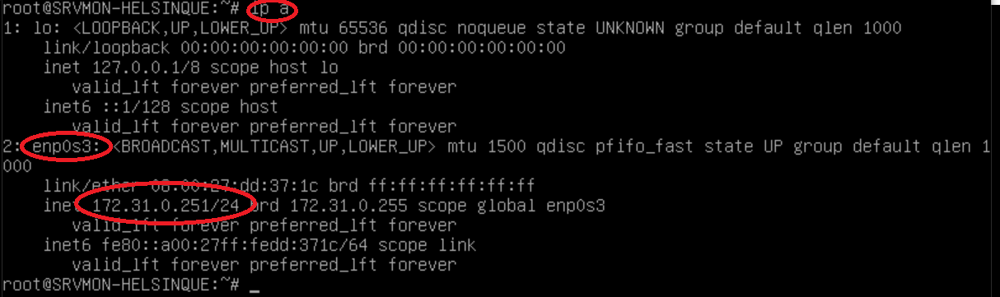 root@SRVMON-HELSINQUE:~# ip a
1: lo: <LOOPBACK,UP,LOWER_UP> mtu 65536 qdisc noqueue state UNKNOWN group default qlen 1000
link/loopback 00:00:00:00:00:00 brd 00:00:00:00:00:00
inet 127.0.0.1/8 scope host lo
valid_lft forever preferred_lft forever
inet6 ::1/128 scope host
valid_lft forever preferred_lft forever
2: enp0s3: <BROADCAST,MULTICAST,UP,LOWER_UP> mtu 1500 qdisc pfifo_fast state UP group default qlen 1
000
link/ether 08:00:27:dd:37:1c brd ff:ff:ff:ff:ff:ff
inet 172.31.0.251/24 brd 172.31.0.255 scope global enp0s3
valid_lft forever preferred_lft forever
inet6 fe80::a00:27ff:fedd:371c/64 scope link
valid_lft forever preferred_lft forever
root@SRVMON-HELSINQUE:~# _